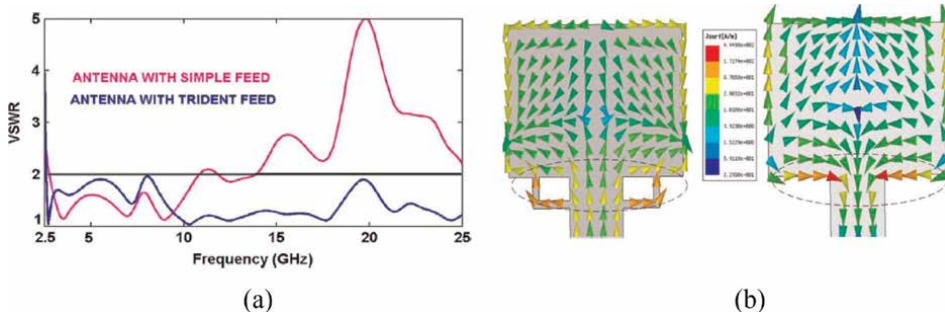 5
4
3
2
1
VSWR
ANTENNA WITH SIMPLE FEED
ANTENNA WITH TRIDENT FEED
2.5 5 10 15 20 25
Frequency (GHz)
(a)
Jsurf[A/m]
(b)